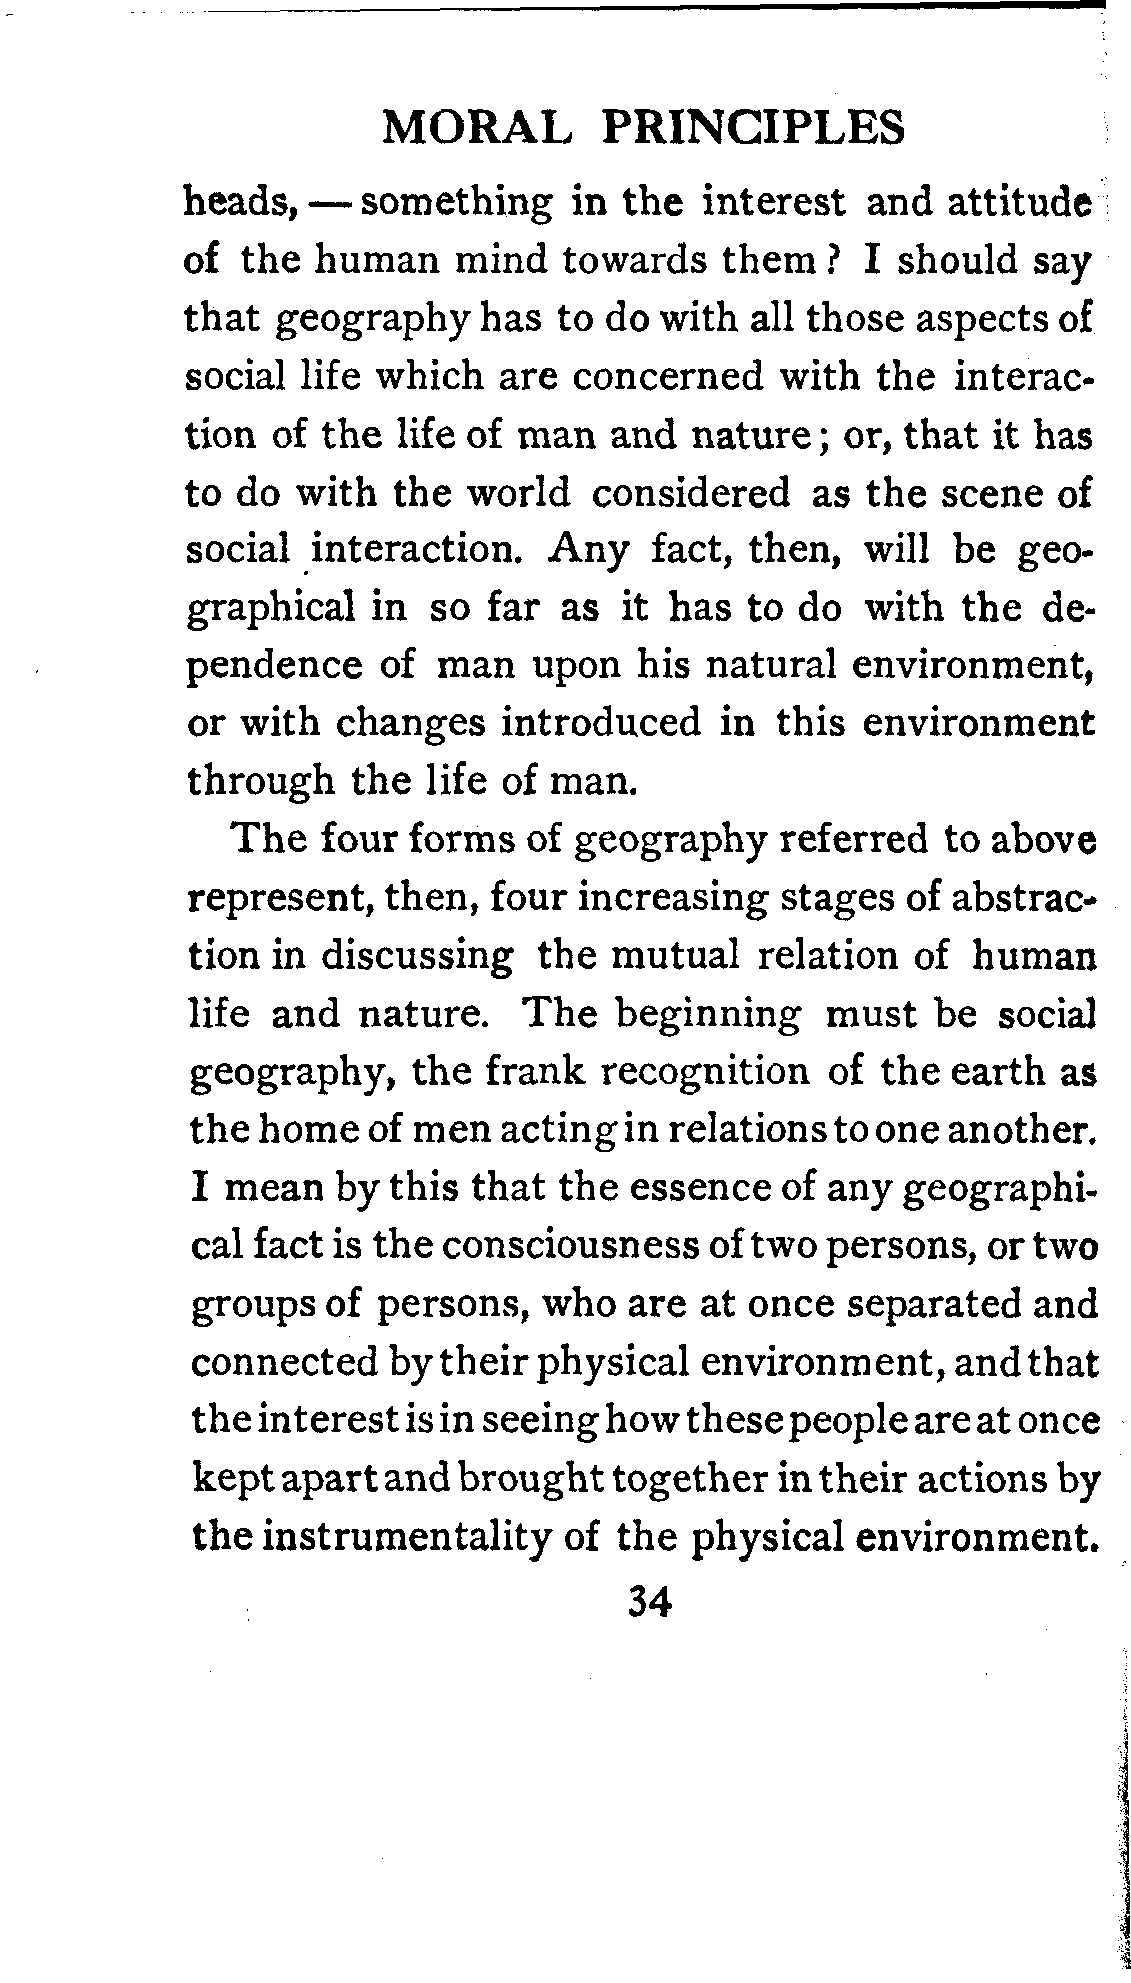 MORAL PRINCIPLES
heads, — something in the interest and attitude
of the human mind towards them? I should say
that geography has to do with all those aspects of
social life which are concerned with the interac-
tion of the life of man and nature; or, that it has
to do with the world considered as the scene of
social interaction. Any fact, then, will be geo-
graphical in so far as it has to do with the de-
pendence of man upon his natural environment,
or with changes introduced in this environment
through the life of man.
The four forms of geography referred to above
represent, then, four increasing stages of abstrac-
tion in discussing the mutual relation of human
life and nature. The beginning must be social
geography, the frank recognition of the earth as
the home of men acting in relations to one another.
I mean by this that the essence of any geographi-
cal fact is the consciousness of two persons, or two
groups of persons, who are at once separated and
connected by their physical environment, and that
the interest is in seeing how these people are at once
kept apart and brought together in their actions by
the instrumentality of the physical environment.
34